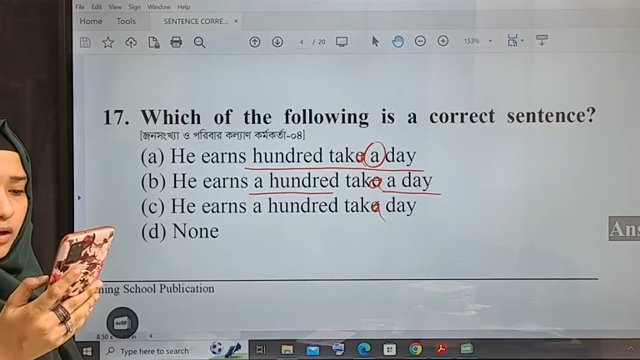 File Edit View Sign Window Help
Home Tools SENTENCE CORRE... ×
4 / 20 153%
17. Which of the following is a correct sentence?
[জনসংখ্যা ও পরিবার কল্যাণ কর্মকর্তা-০৪]
(a) He earns hundred taka a day
(b) He earns a hundred taka a day
(c) He earns a hundred taka day
(d) None
Ans
ming School Publication
8.50 x
Type here to search